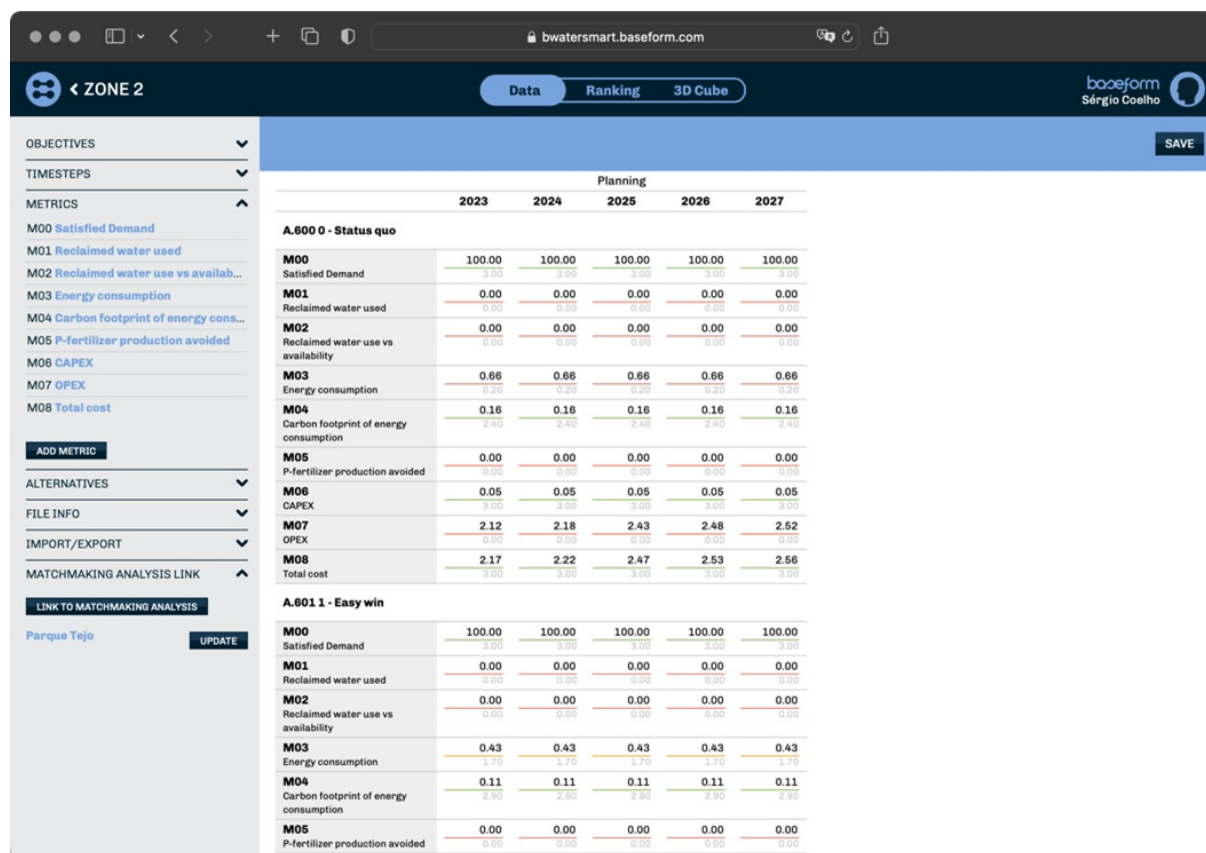 bwatersmart.baseform.com
< ZONE 2
Data Ranking 3D Cube
baseform
Sérgio Coelho
SAVE
OBJECTIVES
TIMESTEPS
METRICS
M00 Satisfied Demand
M01 Reclaimed water used
M02 Reclaimed water use vs availab...
M03 Energy consumption
M04 Carbon footprint of energy cons...
M05 P-fertilizer production avoided
M06 CAPEX
M07 OPEX
M08 Total cost
ADD METRIC
ALTERNATIVES
FILE INFO
IMPORT/EXPORT
MATCHMAKING ANALYSIS LINK
LINK TO MATCHMAKING ANALYSIS
Parque Tejo UPDATE
Planning
2023 2024 2025 2026 2027
A.600 0 - Status quo
M00 100.00 100.00 100.00 100.00 100.00
Satisfied Demand 3.00 3.00 3.00 3.00 3.00
M01 0.00 0.00 0.00 0.00 0.00
Reclaimed water used 0.00 0.00 0.00 0.00 0.00
M02 0.00 0.00 0.00 0.00 0.00
Reclaimed water use vs 0.00 0.00 0.00 0.00 0.00
availability
M03 0.66 0.66 0.66 0.66 0.66
Energy consumption 0.20 0.20 0.20 0.20 0.20
M04 0.16 0.16 0.16 0.16 0.16
Carbon footprint of energy 2.40 2.40 2.40 2.40 2.40
consumption
M05 0.00 0.00 0.00 0.00 0.00
P-fertilizer production avoided 0.00 0.00 0.00 0.00 0.00
M06 0.05 0.05 0.05 0.05 0.05
CAPEX 3.00 3.00 3.00 3.00 3.00
M07 2.12 2.18 2.43 2.48 2.52
OPEX 0.00 0.00 0.00 0.00 0.00
M08 2.17 2.22 2.47 2.53 2.56
Total cost 3.00 3.00 3.00 3.00 3.00
A.601 1 - Easy win
M00 100.00 100.00 100.00 100.00 100.00
Satisfied Demand 3.00 3.00 3.00 3.00 3.00
M01 0.00 0.00 0.00 0.00 0.00
Reclaimed water used 0.00 0.00 0.00 0.00 0.00
M02 0.00 0.00 0.00 0.00 0.00
Reclaimed water use vs 0.00 0.00 0.00 0.00 0.00
availability
M03 0.43 0.43 0.43 0.43 0.43
Energy consumption 1.70 1.70 1.70 1.70 1.70
M04 0.11 0.11 0.11 0.11 0.11
Carbon footprint of energy 2.90 2.90 2.90 2.90 2.90
consumption
M05 0.00 0.00 0.00 0.00 0.00
P-fertilizer production avoided 0.00 0.00 0.00 0.00 0.00